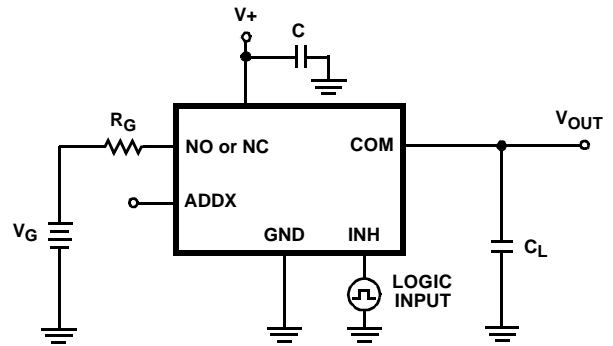 V+
C
RG
NO or NC
COM
VOUT
ADDX
VG
GND
INH
CL
LOGIC
INPUT